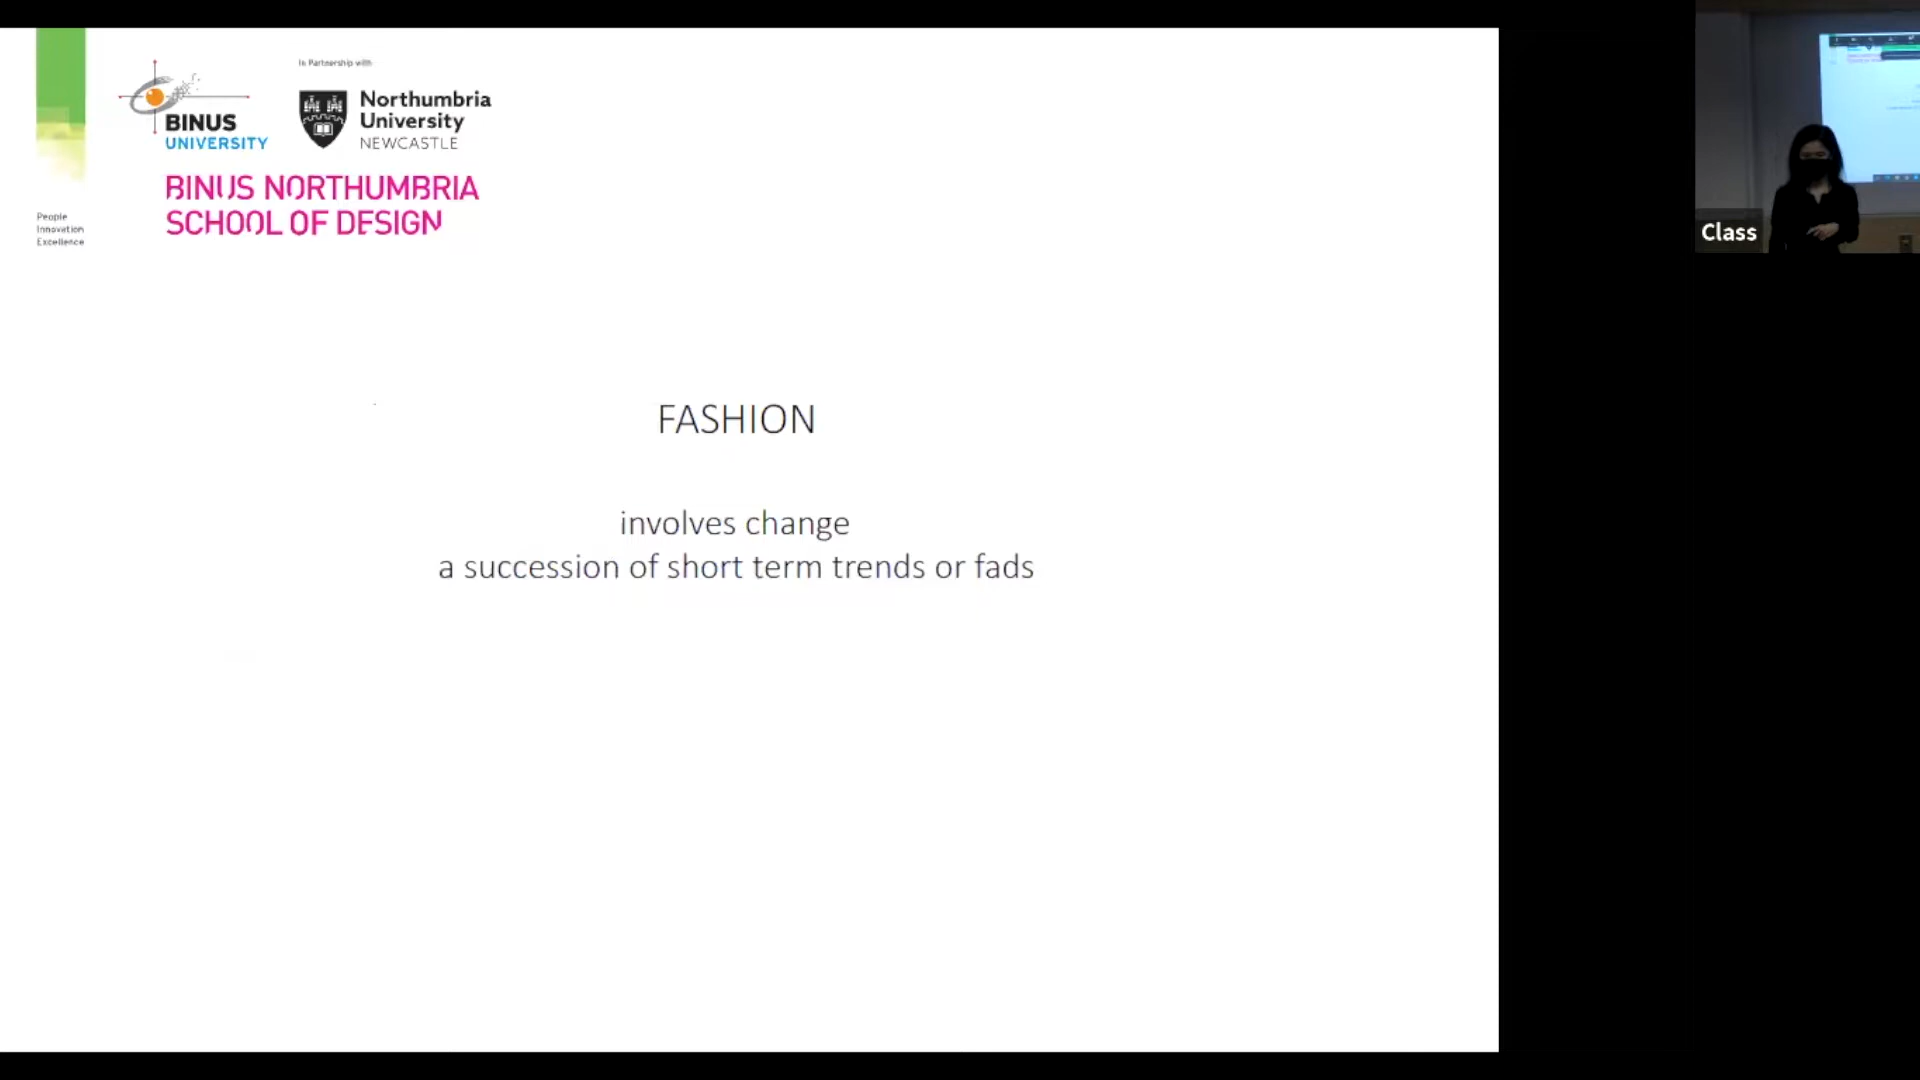 In Partnership with
BINUS
UNIVERSITY
Northumbria
University
NEWCASTLE
BINUS NORTHUMBRIA
SCHOOL OF DESIGN
People
Innovation
Excellence
FASHION
involves change
a succession of short term trends or fads
Class